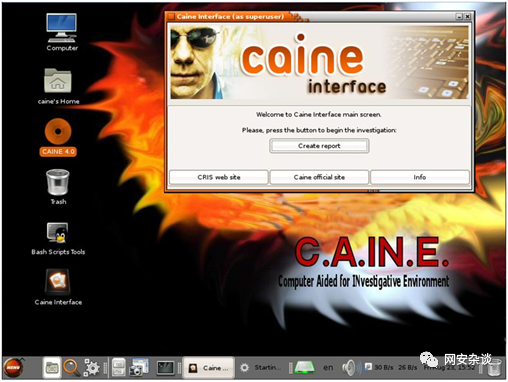 Computer
caine's Home
CAINE 4.0
Trash
Bash Scripts Tools
Caine Interface
Caine Interface (as superuser)
caine
interface
Welcome to Caine Interface main screen.
Please, press the button to begin the investigation:
Create report
CRIS web site
Caine official site
Info
C.A.IN.E.
Computer Aided for INvestigative Environment
MENU
Caine ...
Startin...
en
30 B/s
26 B/s
Fri Aug 23, 15:52
网安杂谈